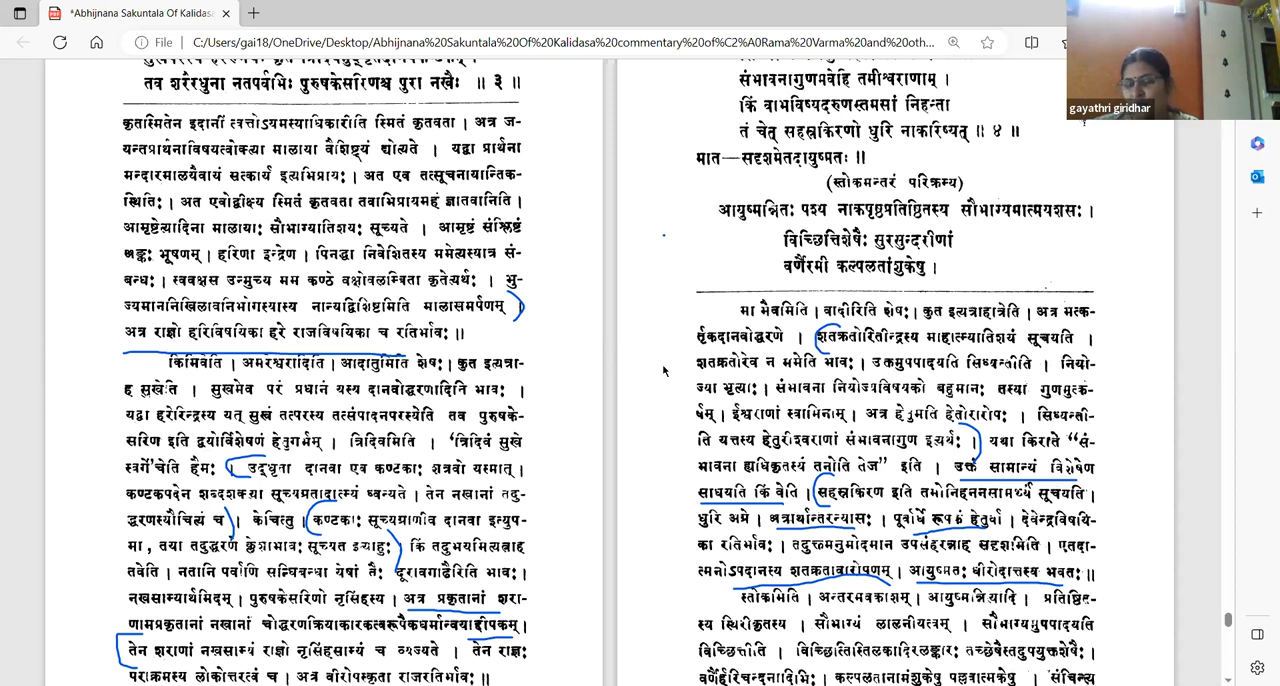 *Abhijnana Sakuntala Of Kalidasa
File C:/Users/gai18/OneDrive/Desktop/Abhijnana%20Sakuntala%20Of%20Kalidasa%20commentary%20of%C2%A0Rama%20Varma%20and%20oth...
gayathri giridhar
तव शरैरधुना नतपर्वभिः पुरुषकेसरिणश्च पुरा नखैः ॥ ३ ॥
कृतस्मितेन इदानीं त्वत्तोऽयमस्याधिकारीति स्मितं कृतवता । अत्र ज-
यन्तप्रार्थनाविषयत्वोक्त्या मालाया वैशिष्ट्यं द्योत्यते । यद्वा प्रार्थना
मन्दारमालयैवायं सत्कार्य इत्यभिप्रायः । अत एव तत्सूचनायान्तिक-
स्थितिः । अत एवोद्वीक्ष्य स्मितं कृतवता तवाभिप्रायमहं ज्ञातवानिति ।
आमृष्टेत्यादिना मालायाः सौभाग्यातिशयः सूच्यते । आमृष्टं संश्लिष्टं
अङ्कः भूषणम् । हरिणा इन्द्रेण । पिनद्धा निवेशितस्य ममेत्यस्यात्र सं-
बन्धः । स्ववक्षस उन्मुच्य मम कण्ठे वक्षोवलम्बिता कृतेत्यर्थः । भु-
ज्यमाननिखिलावनिभोगस्यास्य नान्यद्विशिष्टमिति मालासमर्पणम् ।
अत्र राज्ञो हरिविषयिका हरे राजविषयिका च रतिर्भावः ॥
किमिवेति । अमरेश्वरादिति । आदातुमिति शेषः । कुत इत्यत्रा-
ह सुखेति । सुखमेव परं प्रधानं यस्य दानवोद्धरणादिनि भावः ।
यद्वा हरेरिन्द्रस्य यत् सुखं तत्परस्य तत्संपादनपरस्येति तव पुरुषके-
सरिण इति द्वयोर्विशेषणं हेतुगर्भम् । त्रिदिवमिति । 'त्रिदिवं सुखे
स्वर्गे'चेति हैमः । उद्धृता दानवा एव कण्टकाः शत्रवो यस्मात् ।
कण्टकपदेन शब्दशक्त्या सूच्यप्रतादात्म्यं ध्वन्यते । तेन नखानां तदु-
द्धरणस्यौचित्यं च । केचित्तु । कण्टकाः सूच्यप्राणीव दानवा इत्युप-
मा, तया तदुद्धरणे क्लेशाभावः सूच्यत इत्याहुः । किं तदुभयमित्यत्राह
तवेति । नतानि पर्वाणि सन्धिबन्धा येषां तैः दूरावगाढैरिति भावः ।
नखसाम्यार्थमिदम् । पुरुषकेसरिणो नृसिंहस्य । अत्र प्रकृतानां शरा-
णामप्रकृतानां नखानां चोद्धरणक्रियाकारकत्वरूपैकधर्मान्वयाद्दीपकम् ।
तेन शराणां नखसाम्यं राज्ञो नृसिंहसाम्यं च व्यज्यते । तेन राज्ञः
पराक्रमस्य लोकोत्तरत्वं च । अत्र वीरोपस्कृता राजरतिर्भावः ॥
संभावनागुणमवेहि तमीश्वराणाम् ।
किं वाभविष्यदरुणस्तमसां निहन्ता
तं चेत् सहस्रकिरणो धुरि नाकरिष्यत् ॥ ४ ॥
मात—सदृशमेतदायुष्मतः ॥
(स्तोकमन्तरं परिक्रम्य)
आयुष्मन्नितः पश्य नाकपृष्ठप्रतिष्ठितस्य सौभाग्यमात्मयशसः ।
विच्छित्तिशेषैः सुरसुन्दरीणां
वर्णैरमी कल्पलतांशुकेषु ।
मा मैवमिति । वादीरिति शेषः । कुत इत्यत्राहात्रेति । अत्र मत्क-
र्तृकदानवोद्धरणे । शतक्रतोरितीन्द्रस्य माहात्म्यातिशयं सूचयति ।
शतक्रतोरेव न ममेति भावः । उक्तमुपपादयति सिध्यन्तीति । नियो-
ज्या भृत्याः । संभावना नियोज्यविषयको बहुमानः तस्या गुणमुत्क-
र्षम् । ईश्वराणां स्वामिनाम् । अत्र हेतुमति हेतोरारोपः । सिध्यन्ती-
ति यत्तस्य हेतुरीश्वराणां संभावनागुण इत्यर्थः । यथा किराते "सं-
भावना ह्यधिकृतस्य तनोति तेज" इति । उक्तं सामान्यं विशेषेण
साधयति किं वेति । सहस्रकिरण इति तमोनिहननसामर्थ्यं सूचयति ।
धुरि अग्रे । अत्रार्थान्तरन्यासः । पूर्वार्धे रूपकं हेतुर्वा । देवेन्द्रविषयि-
का रतिर्भावः । तदुक्तमनुमोदमान उपसंहरन्नाह सदृशमिति । एतदा-
त्मनोऽपदानस्य शतक्रतावारोपणम् । आयुष्मतः धीरोदात्तस्य भवतः ॥
स्तोकमिति । अन्तरमवकाशम् । आयुष्मन्नित्यादि । प्रतिष्ठित-
स्य स्थिरीकृतस्य । सौभाग्यं लालनीयत्वम् । सौभाग्यमुपपादयति
विच्छित्तीति । विच्छित्तिस्तिलकादिरलङ्कारः तच्छेषैस्तदुपयुक्तशेषैः ।
वर्णैर्हरिचन्दनादिभिः । कल्पलतानामंशुकेषु पल्लवात्मकेषु । संचिन्त्य